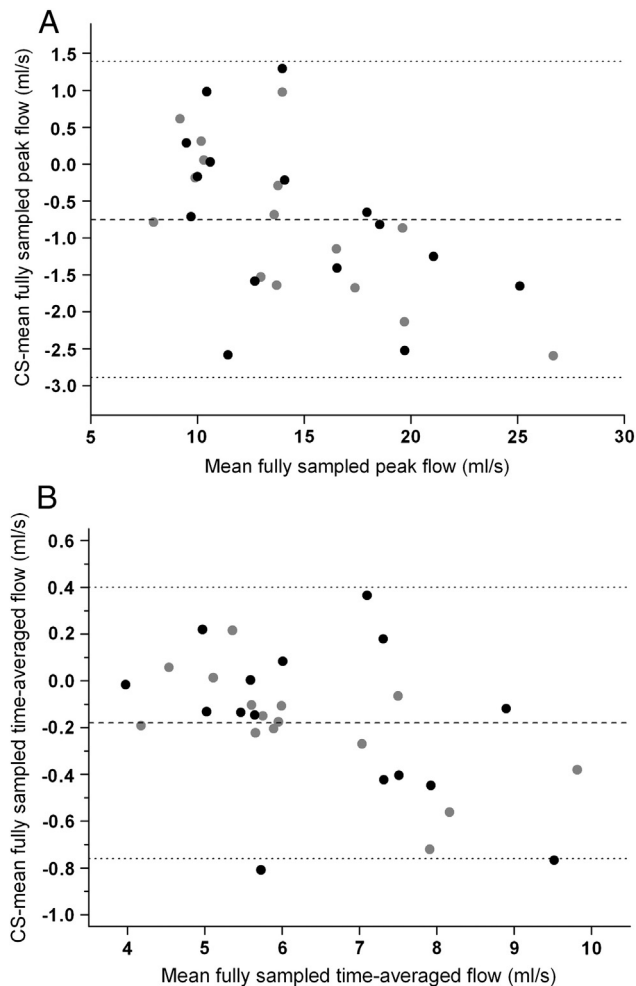 A
CS-mean fully sampled peak flow (ml/s)
1.5
1.0
0.5
0.0
-0.5
-1.0
-1.5
-2.0
-2.5
-3.0
5 10 15 20 25 30
Mean fully sampled peak flow (ml/s)
B
CS-mean fully sampled time-averaged flow (ml/s)
0.6
0.4
0.2
0.0
-0.2
-0.4
-0.6
-0.8
-1.0
4 5 6 7 8 9 10
Mean fully sampled time-averaged flow (ml/s)